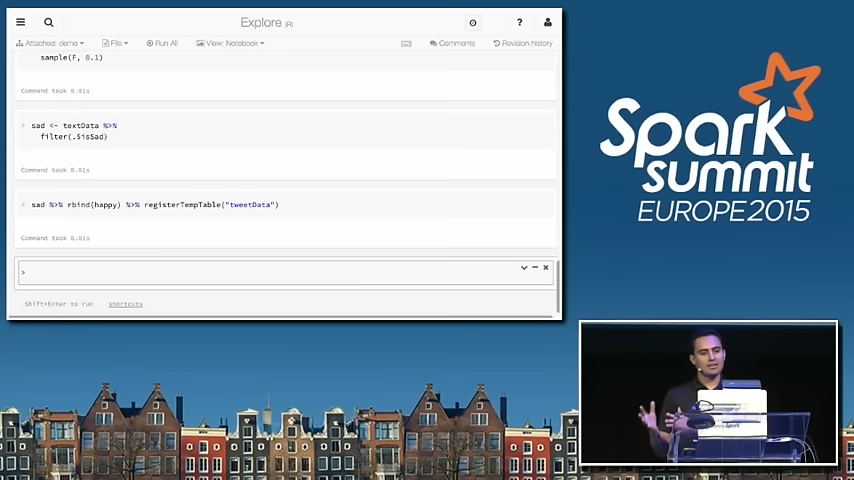 Explore (R)
?
Attached: demo
File
Run All
View: Notebook
Comments
Revision history
sample(F, 0.1)
Command took 0.01s
> sad <- textData %>%
filter(.$isSad)
Command took 0.01s
> sad %>% rbind(happy) %>% registerTempTable("tweetData")
Command took 0.01s
>
Shift+Enter to run shortcuts
Spark
summit
EUROPE 2015
Spark